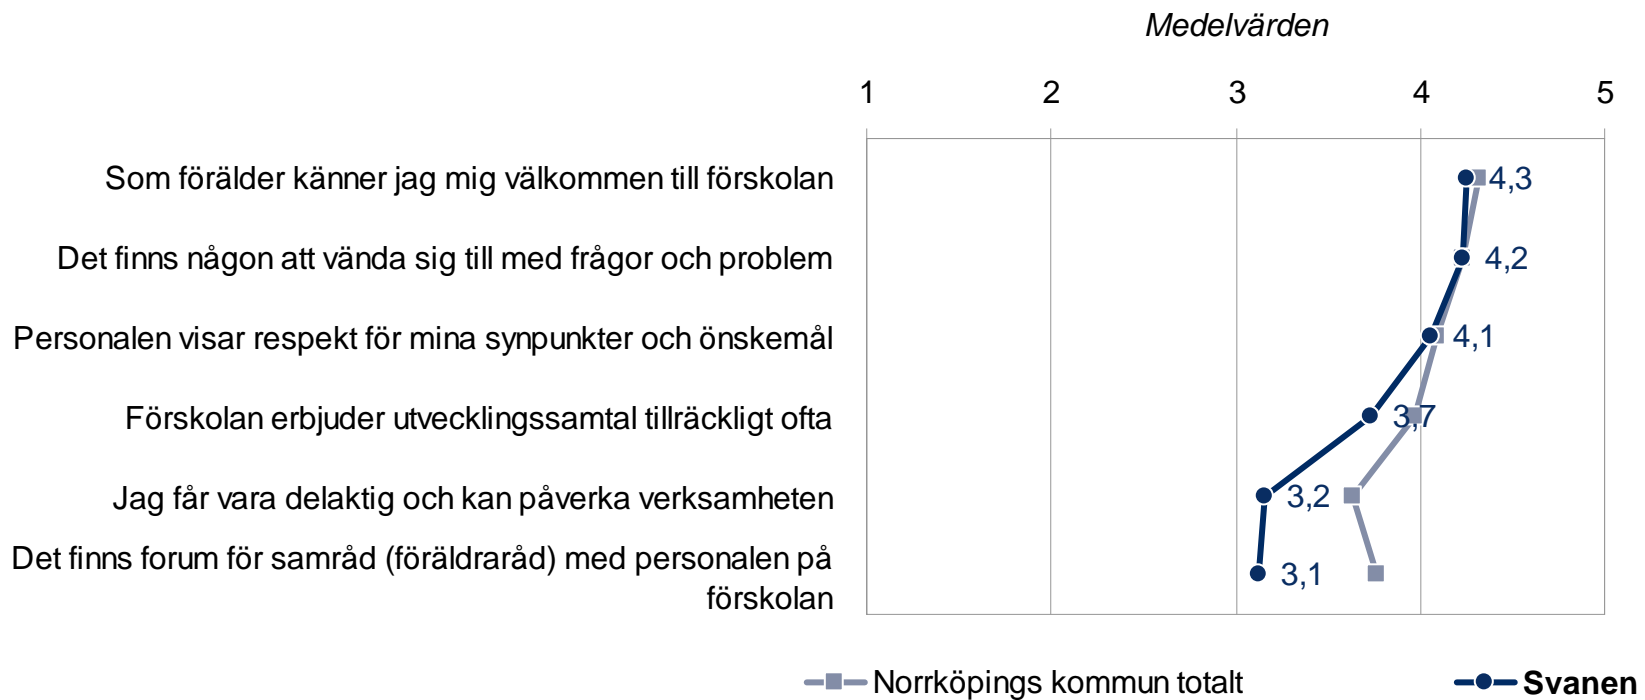 Medelvärden
1 2 3 4 5
Som förälder känner jag mig välkommen till förskolan 4,3
Det finns någon att vända sig till med frågor och problem 4,2
Personalen visar respekt för mina synpunkter och önskemål 4,1
Förskolan erbjuder utvecklingssamtal tillräckligt ofta 3,7
Jag får vara delaktig och kan påverka verksamheten 3,2
Det finns forum för samråd (föräldraråd) med personalen på
förskolan 3,1
Norrköpings kommun totalt Svanen